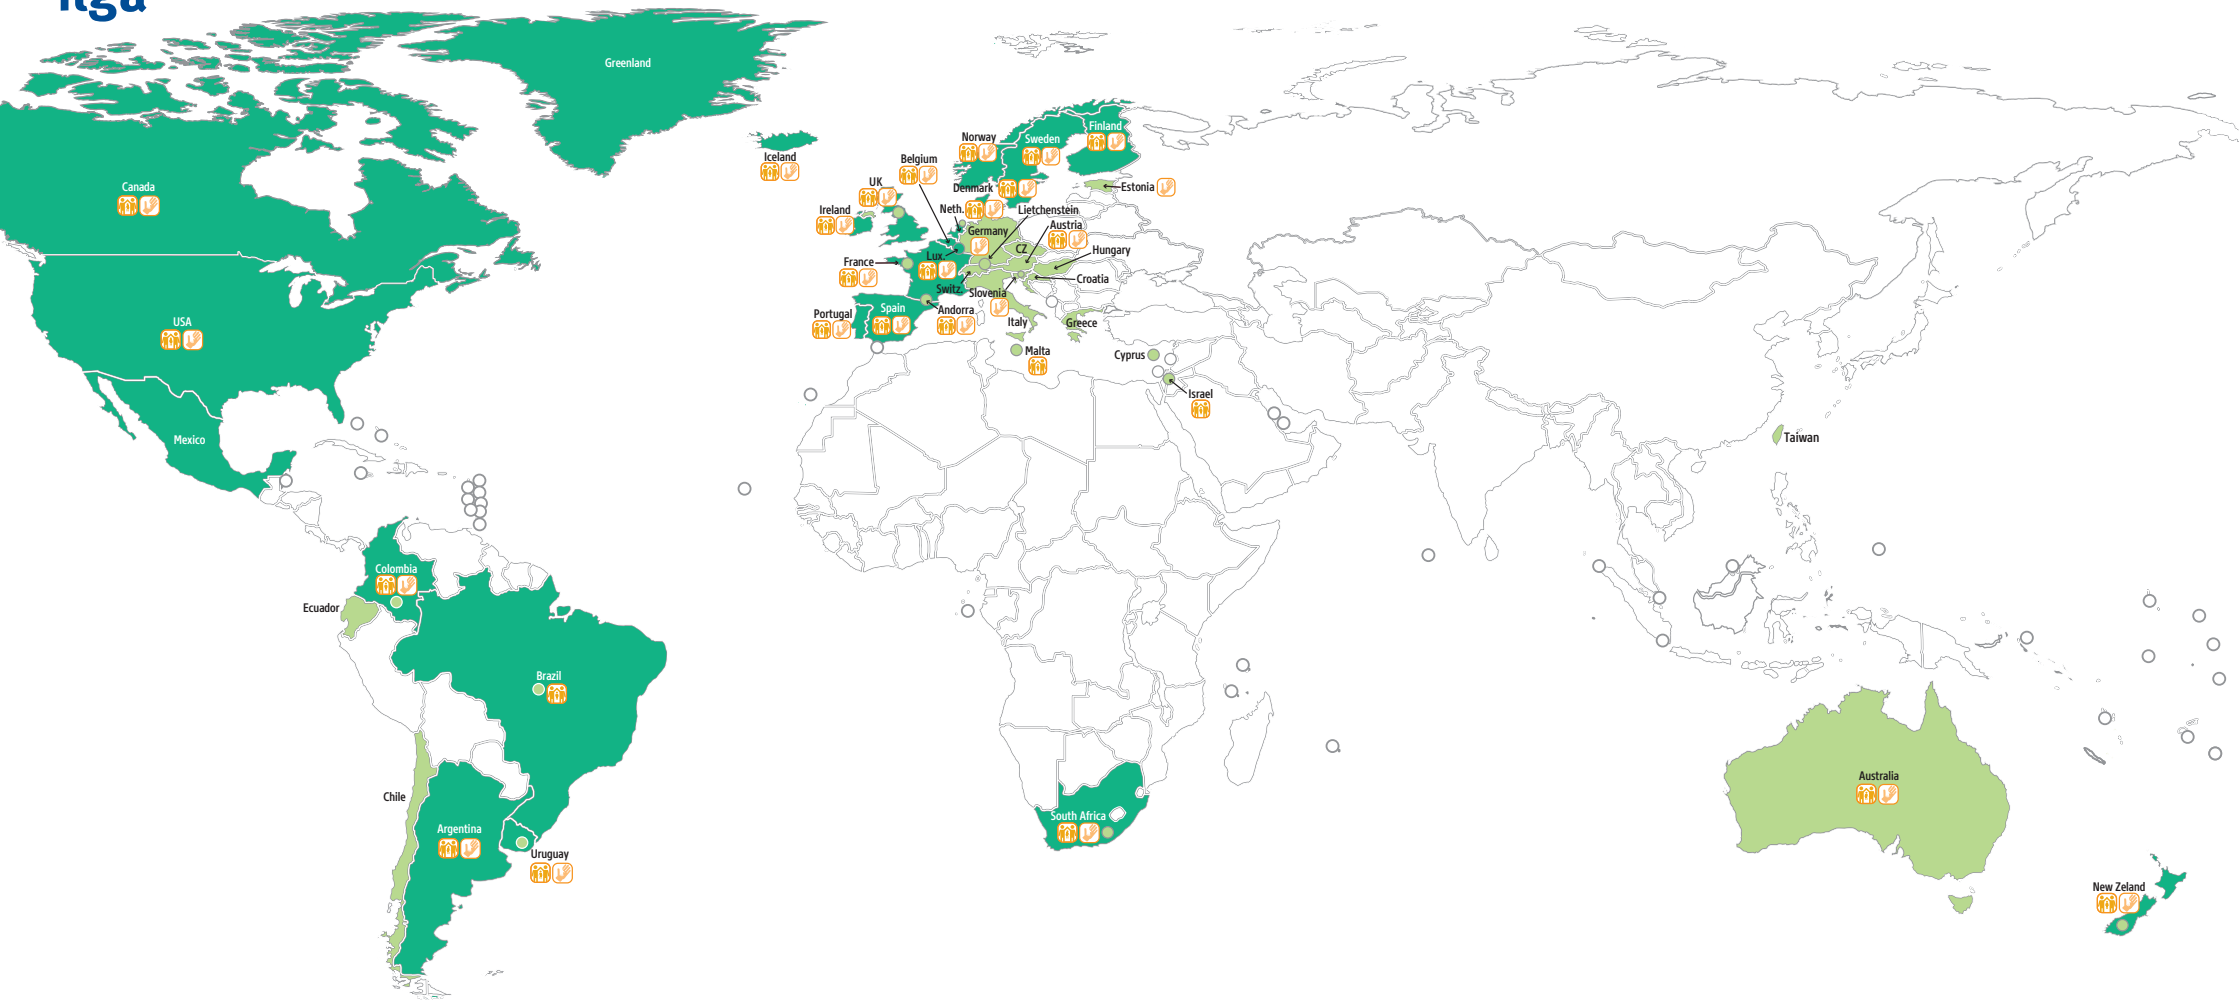 ilga
Greenland
Canada
USA
Mexico
Iceland
Norway
Sweden
Finland
Belgium
UK
Denmark
Estonia
Ireland
Neth.
Lietchenstein
Austria
Germany
CZ
Hungary
France
Lux.
Switz.
Slovenia
Croatia
Portugal
Spain
Andorra
Italy
Greece
Malta
Cyprus
Israel
Taiwan
Colombia
Ecuador
Brazil
Chile
Argentina
Uruguay
South Africa
Australia
New Zeland